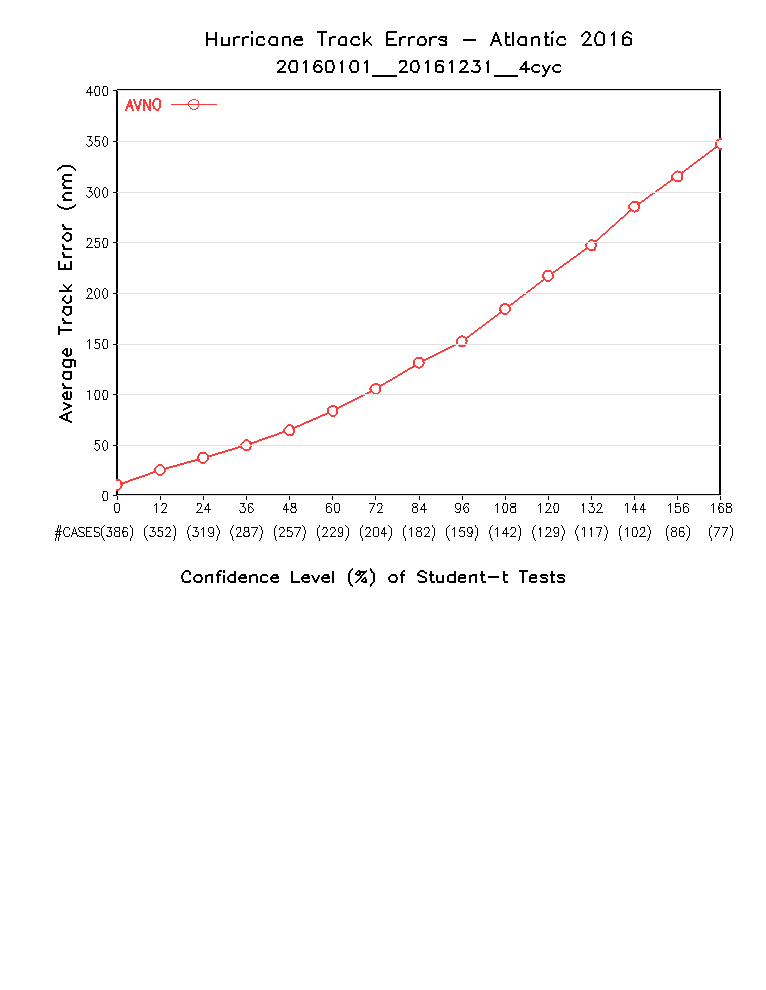 Hurricane Track Errors - Atlantic 2016
20160101__20161231__4cyc
AVNO
Average Track Error (nm)
400
350
300
250
200
150
100
50
0
0 12 24 36 48 60 72 84 96 108 120 132 144 156 168
#CASES(386) (352) (319) (287) (257) (229) (204) (182) (159) (142) (129) (117) (102) (86) (77)
Confidence Level (%) of Student-t Tests